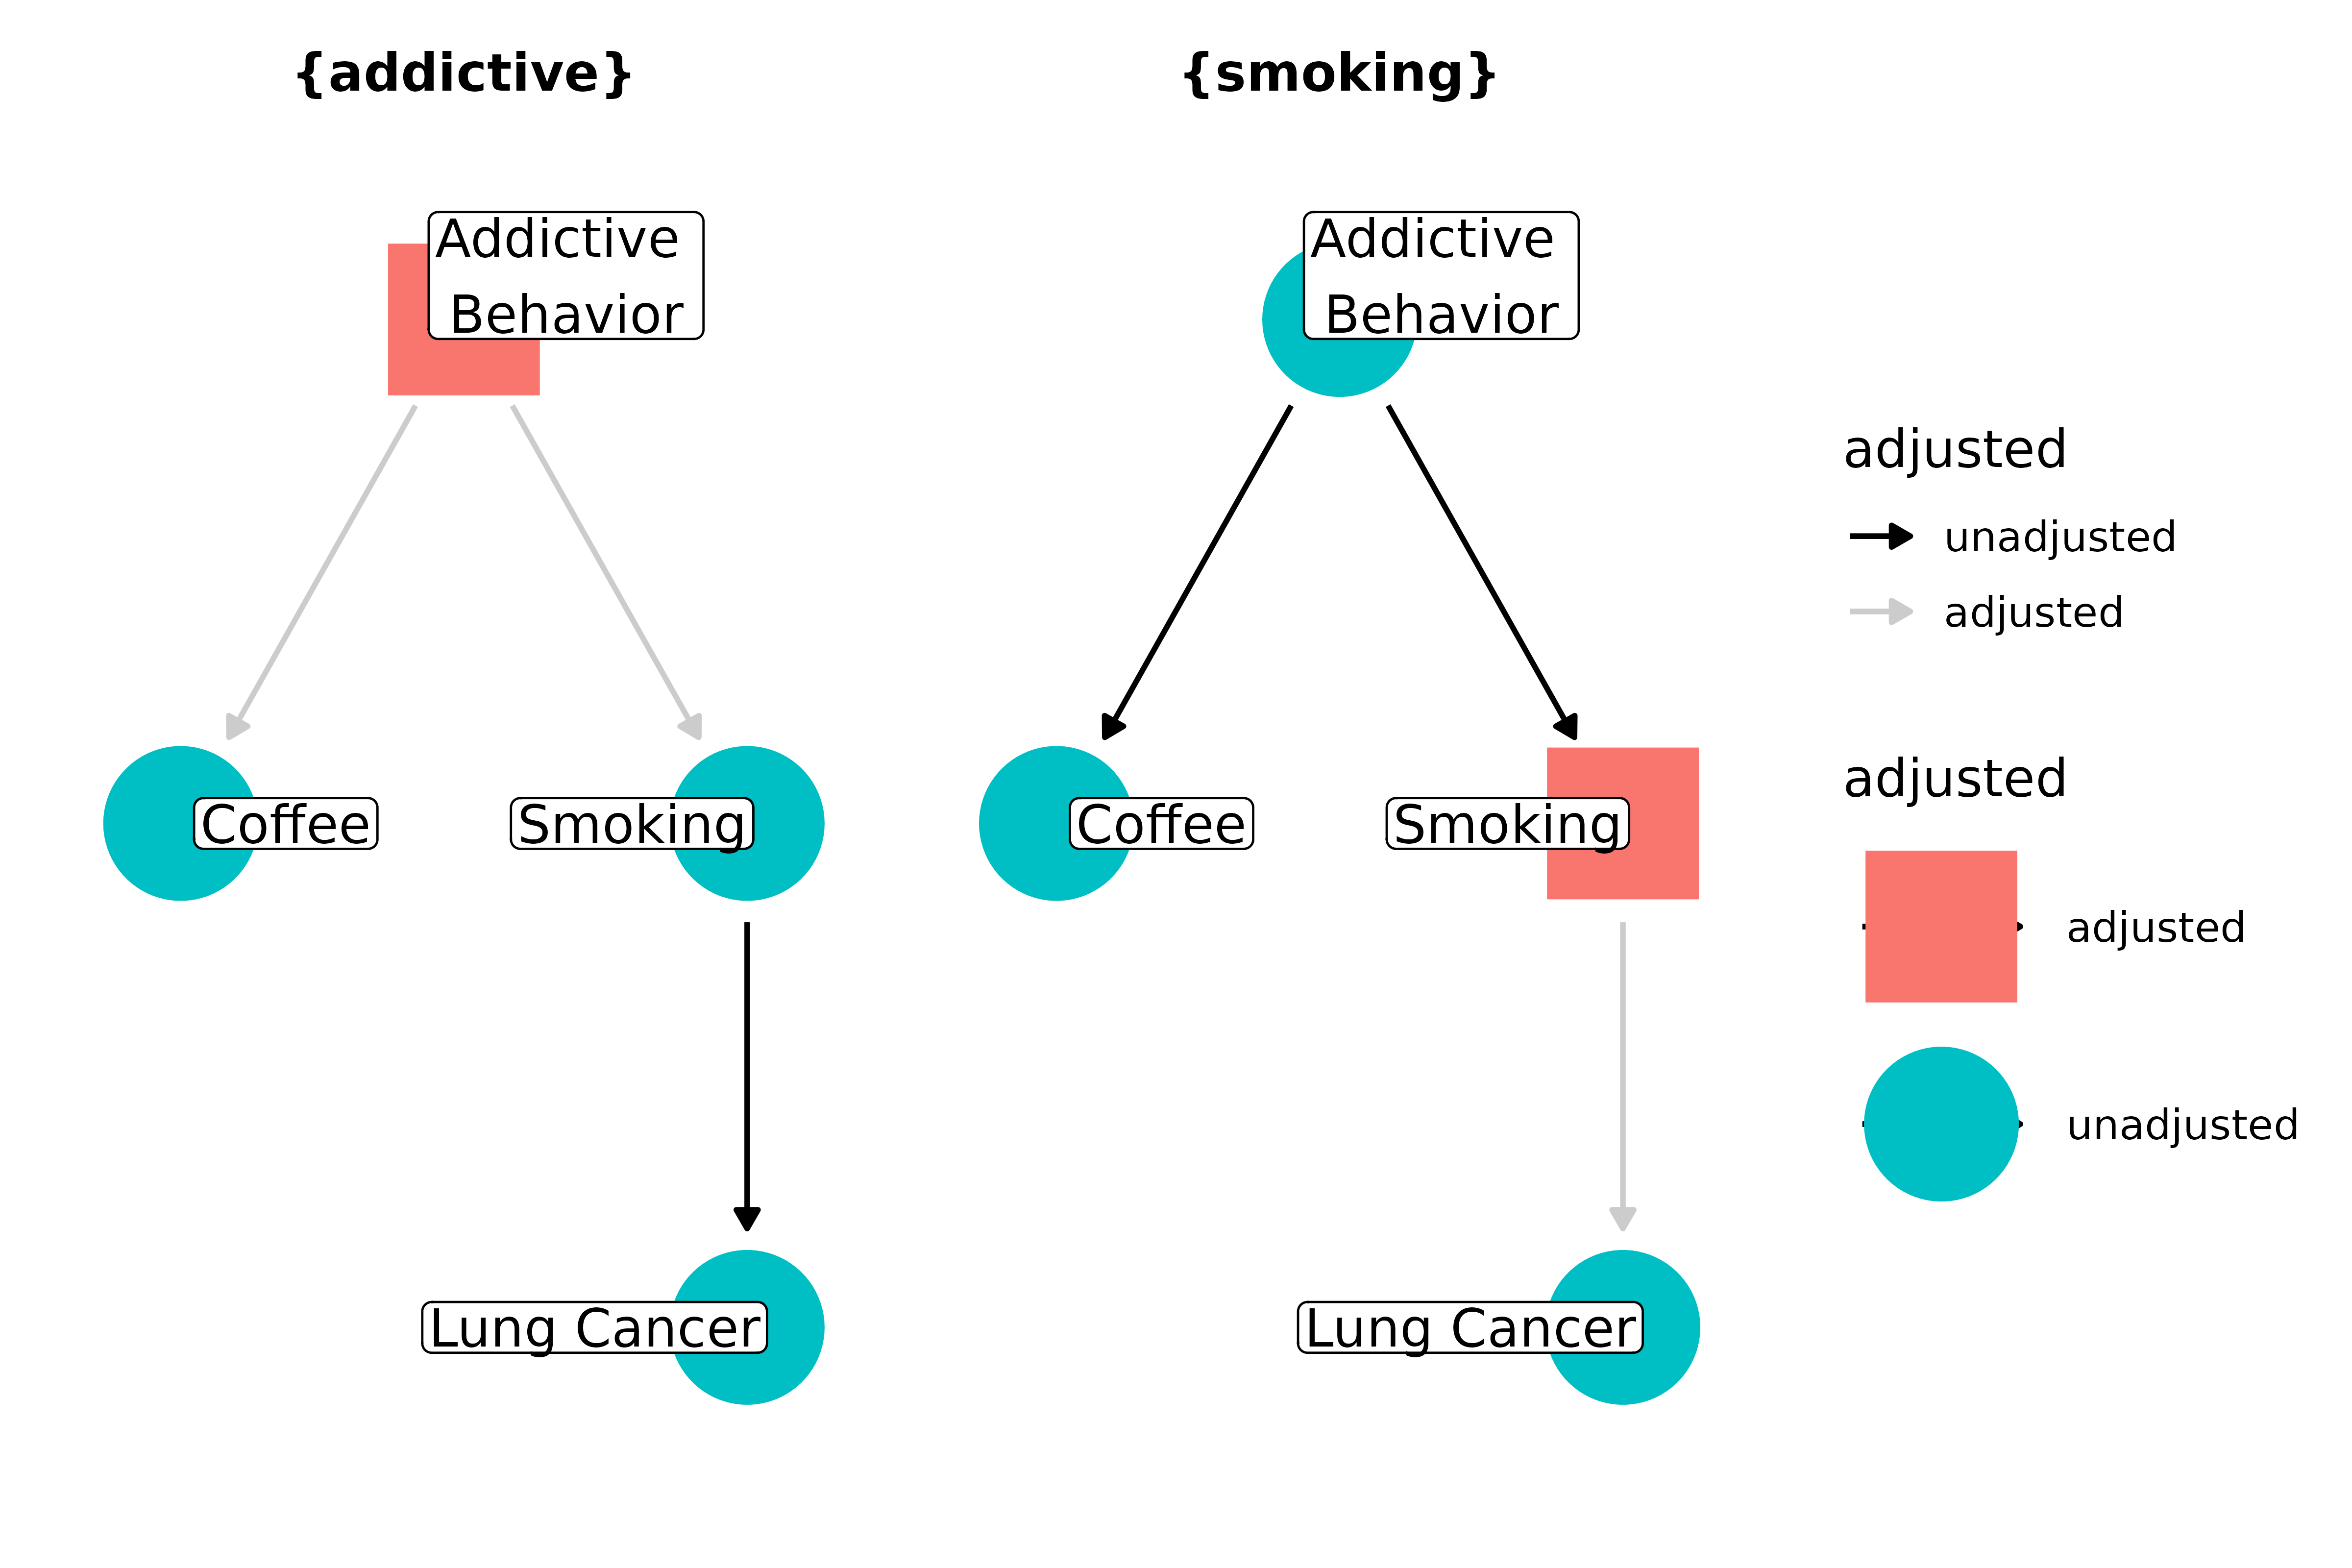 {addictive}
Addictive
Behavior
Coffee
Smoking
Lung Cancer
{smoking}
Addictive
Behavior
Coffee
Smoking
Lung Cancer
adjusted
unadjusted
adjusted
adjusted
adjusted
unadjusted